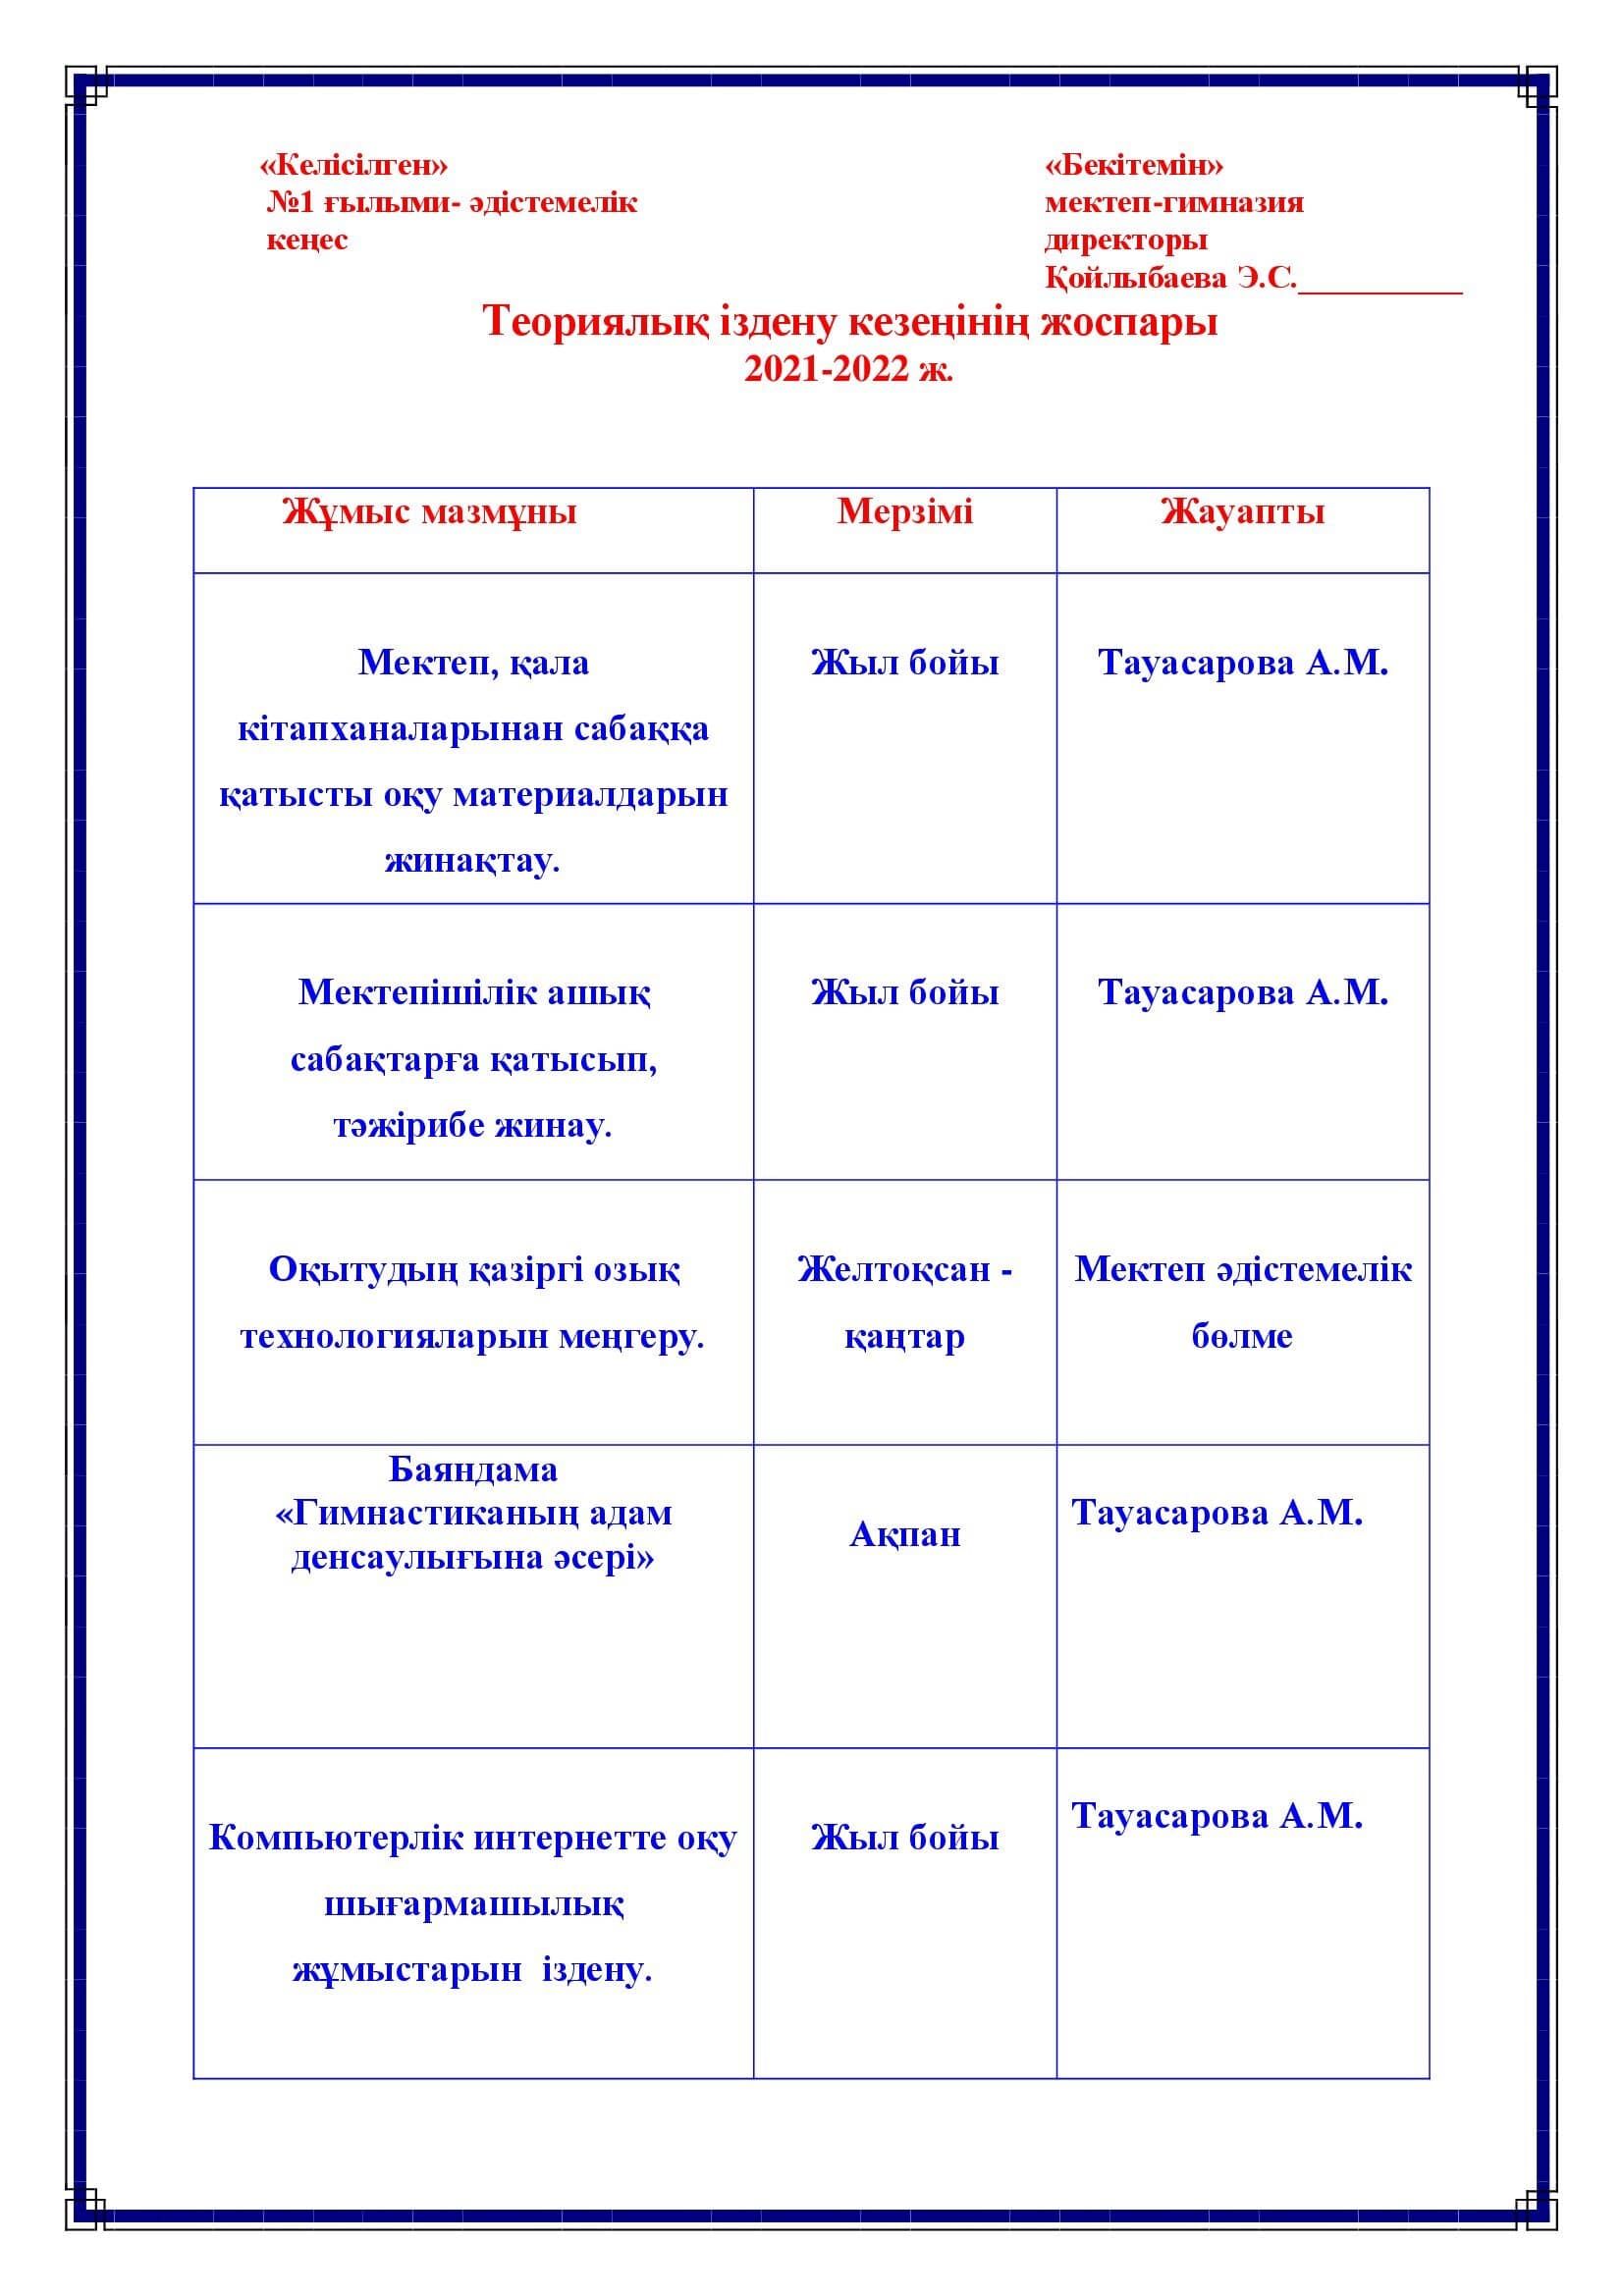 «Келісілген»
№1 ғылыми- әдістемелік
кеңес
«Бекітемін»
мектеп-гимназия
директоры
Қойлыбаева Э.С.__________
Теориялық іздену кезеңінің жоспары
2021-2022 ж.
Жұмыс мазмұны
Мерзімі
Жауапты
Мектеп, қала
кітапханаларынан сабаққа
қатысты оқу материалдарын
жинақтау.
Жыл бойы
Тауасарова А.М.
Мектепішілік ашық
сабақтарға қатысып,
тәжірибе жинау.
Жыл бойы
Тауасарова А.М.
Оқытудың қазіргі озық
технологияларын меңгеру.
Желтоқсан -
қаңтар
Мектеп әдістемелік
бөлме
Баяндама
«Гимнастиканың адам
денсаулығына әсері»
Ақпан
Тауасарова А.М.
Компьютерлік интернетте оқу
шығармашылық
жұмыстарын  іздену.
Жыл бойы
Тауасарова А.М.